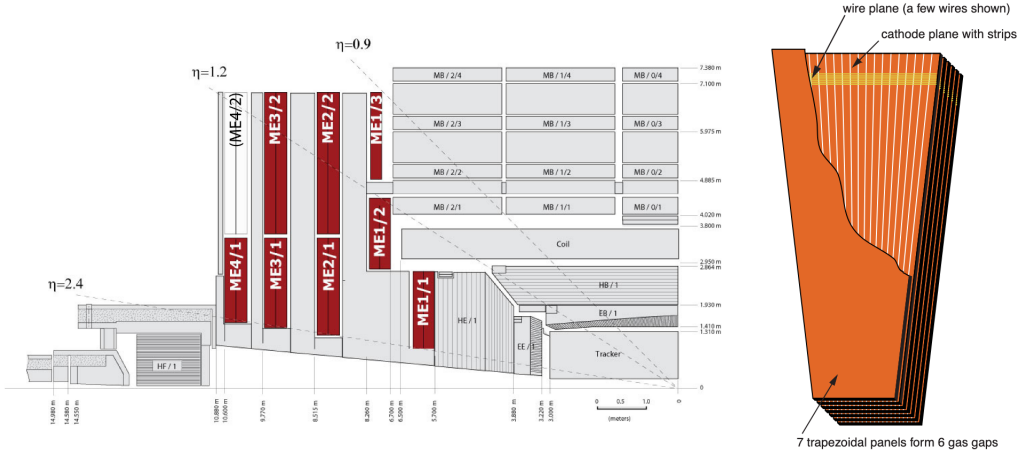 wire plane (a few wires shown)
cathode plane with strips
η=0.9
η=1.2
η=2.4
(ME4/2)
ME3/2
ME2/2
ME1/3
ME1/2
ME4/1
ME3/1
ME2/1
ME1/1
MB / 2 / 4
MB / 1 / 4
MB / 0 / 4
MB / 2 / 3
MB / 1 / 3
MB / 0 / 3
MB / 2 / 2
MB / 1 / 2
MB / 0 / 2
MB / 2 / 1
MB / 1 / 1
MB / 0 / 1
Coil
HB / 1
HE / 1
EB / 1
EE / 1
Tracker
HF / 1
7.380 m
7.100 m
5.975 m
4.885 m
4.020 m
3.800 m
2.950 m
2.864 m
1.930 m
1.410 m
1.310 m
0
14.980 m
14.580 m
14.550 m
10.880 m
10.600 m
9.770 m
8.515 m
6.700 m
6.500 m
5.700 m
3.880 m
3.220 m
3.090 m
0
0 0.5 1.0
(meters)
7 trapezoidal panels form 6 gas gaps